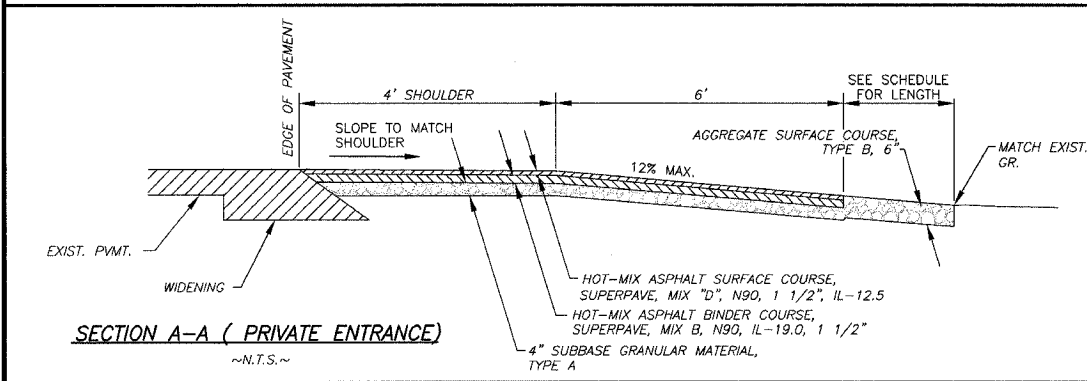 EDGE OF PAVEMENT
4' SHOULDER
6'
SEE SCHEDULE
FOR LENGTH
SLOPE TO MATCH
SHOULDER
AGGREGATE SURFACE COURSE,
TYPE B, 6"
MATCH EXIST.
GR.
12% MAX.
EXIST. PVMT.
WIDENING
HOT-MIX ASPHALT SURFACE COURSE,
SUPERPAVE, MIX "D", N90, 1 1/2", IL-12.5
HOT-MIX ASPHALT BINDER COURSE,
SUPERPAVE, MIX B, N90, IL-19.0, 1 1/2"
4" SUBBASE GRANULAR MATERIAL,
TYPE A
SECTION A-A ( PRIVATE ENTRANCE)
~N.T.S.~